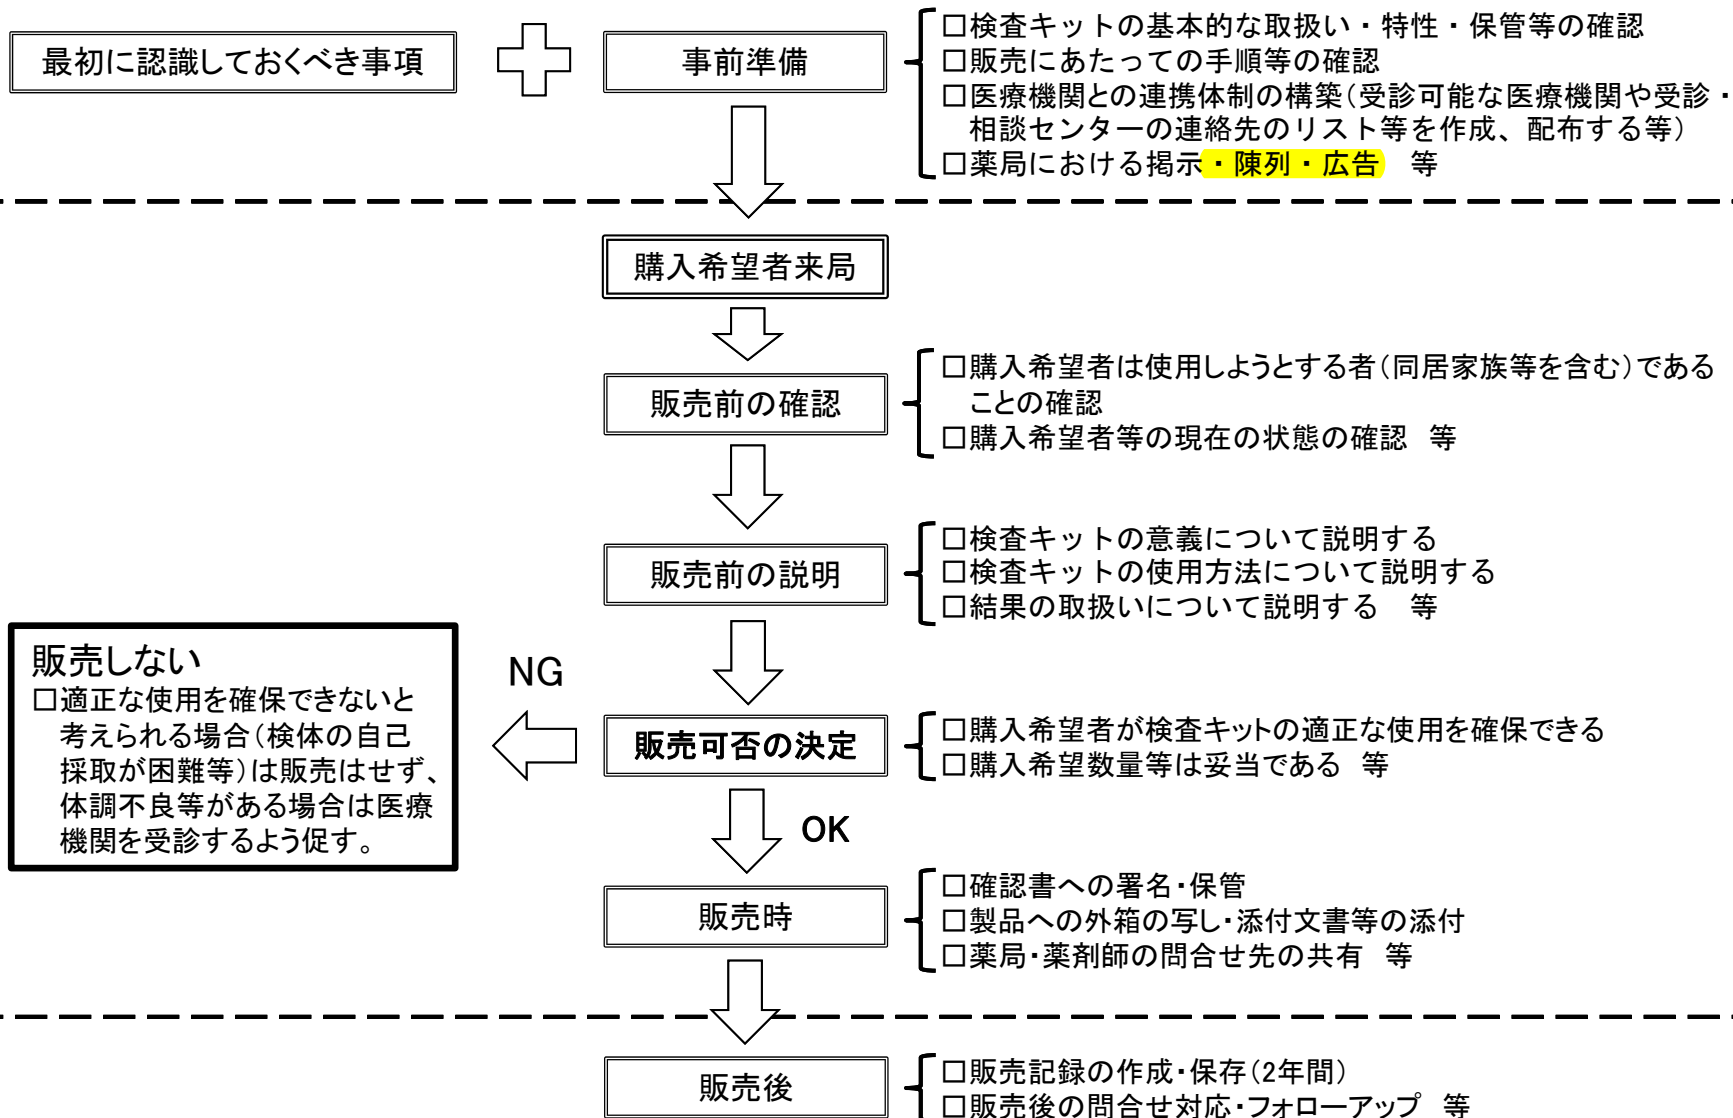 最初に認識しておくべき事項
事前準備
□検査キットの基本的な取扱い・特性・保管等の確認
□販売にあたっての手順等の確認
□医療機関との連携体制の構築(受診可能な医療機関や受診・
相談センターの連絡先のリスト等を作成、配布する等)
□薬局における掲示・陳列・広告　等
購入希望者来局
販売前の確認
□購入希望者は使用しようとする者(同居家族等を含む)である
ことの確認
□購入希望者等の現在の状態の確認　等
販売前の説明
□検査キットの意義について説明する
□検査キットの使用方法について説明する
□結果の取扱いについて説明する　等
販売しない
□適正な使用を確保できないと
考えられる場合(検体の自己
採取が困難等)は販売はせず、
体調不良等がある場合は医療
機関を受診するよう促す。
NG
販売可否の決定
□購入希望者が検査キットの適正な使用を確保できる
□購入希望数量等は妥当である　等
OK
販売時
□確認書への署名・保管
□製品への外箱の写し・添付文書等の添付
□薬局・薬剤師の問合せ先の共有　等
販売後
□販売記録の作成・保存(2年間)
□販売後の問合せ対応・フォローアップ　等